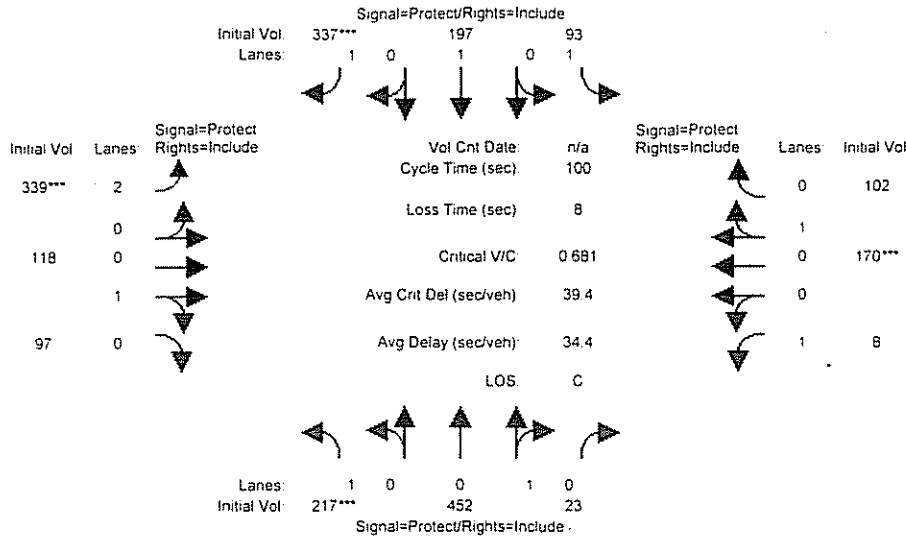 Signal=Protect/Rights=Include
Initial Vol: 337*** 197 93
Lanes: 1 0 1 0 1
Signal=Protect
Initial Vol Lanes: Rights=Include
Vol Cnt Date: n/a
Signal=Protect
Rights=Include Lanes: Initial Vol
Cycle Time (sec): 100
339*** 2
0 102
Loss Time (sec) 8
0
1
118 0
Critical V/C: 0.681
0 170***
1
Avg Crit Del (sec/veh) 39.4
0
97 0
Avg Delay (sec/veh): 34.4
1 8
LOS: C
Lanes: 1 0 0 1 0
Initial Vol: 217*** 452 23
Signal=Protect/Rights=Include